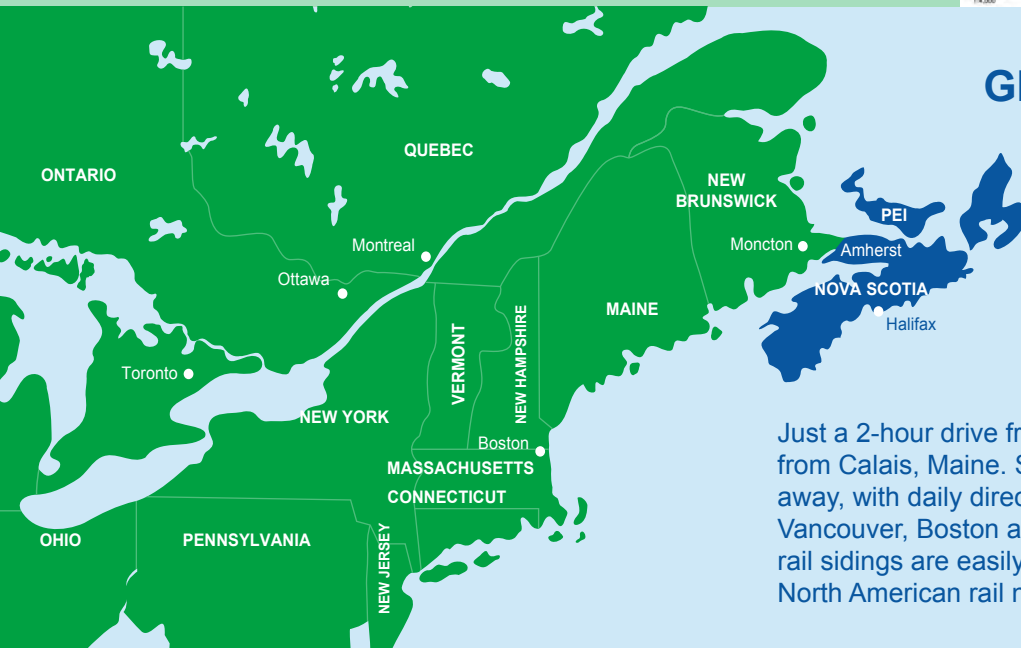 GI
ONTARIO
QUEBEC
NEW
BRUNSWICK
PEI
Montreal
Moncton
Amherst
Ottawa
NOVA SCOTIA
MAINE
Halifax
VERMONT
NEW HAMPSHIRE
Toronto
NEW YORK
Boston
MASSACHUSETTS
CONNECTICUT
OHIO
PENNSYLVANIA
NEW JERSEY
Just a 2-hour drive
from Calais, Maine.
away, with daily
Vancouver, Boston
rail sidings are easily
North American rail